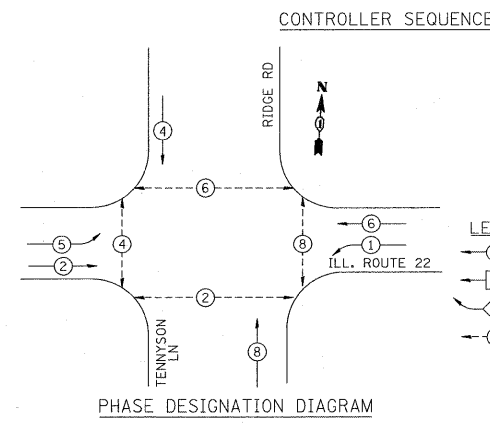 CONTROLLER SEQUENCE
RIDGE RD
N
4
6
6
5
4
8
1
2
ILL. ROUTE 22
2
TENNYSON LN
8
PHASE DESIGNATION DIAGRAM